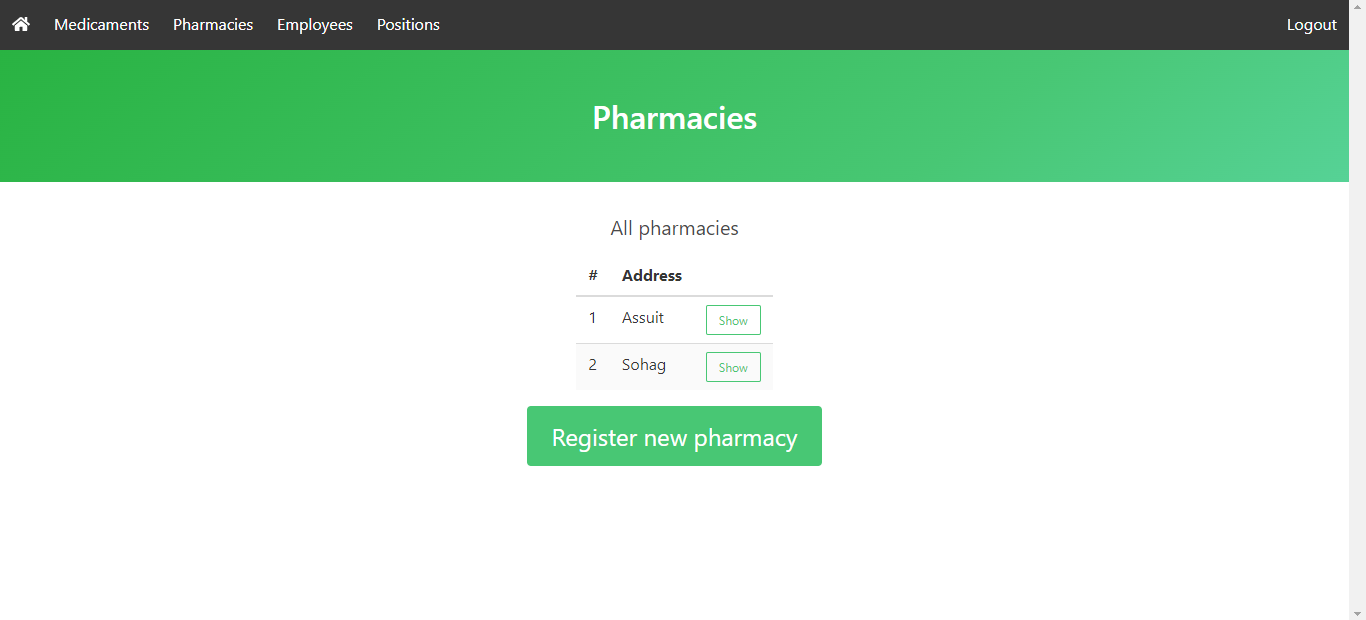 Medicaments Pharmacies Employees Positions Logout
Pharmacies
All pharmacies
# Address
1 Assuit Show
2 Sohag Show
Register new pharmacy